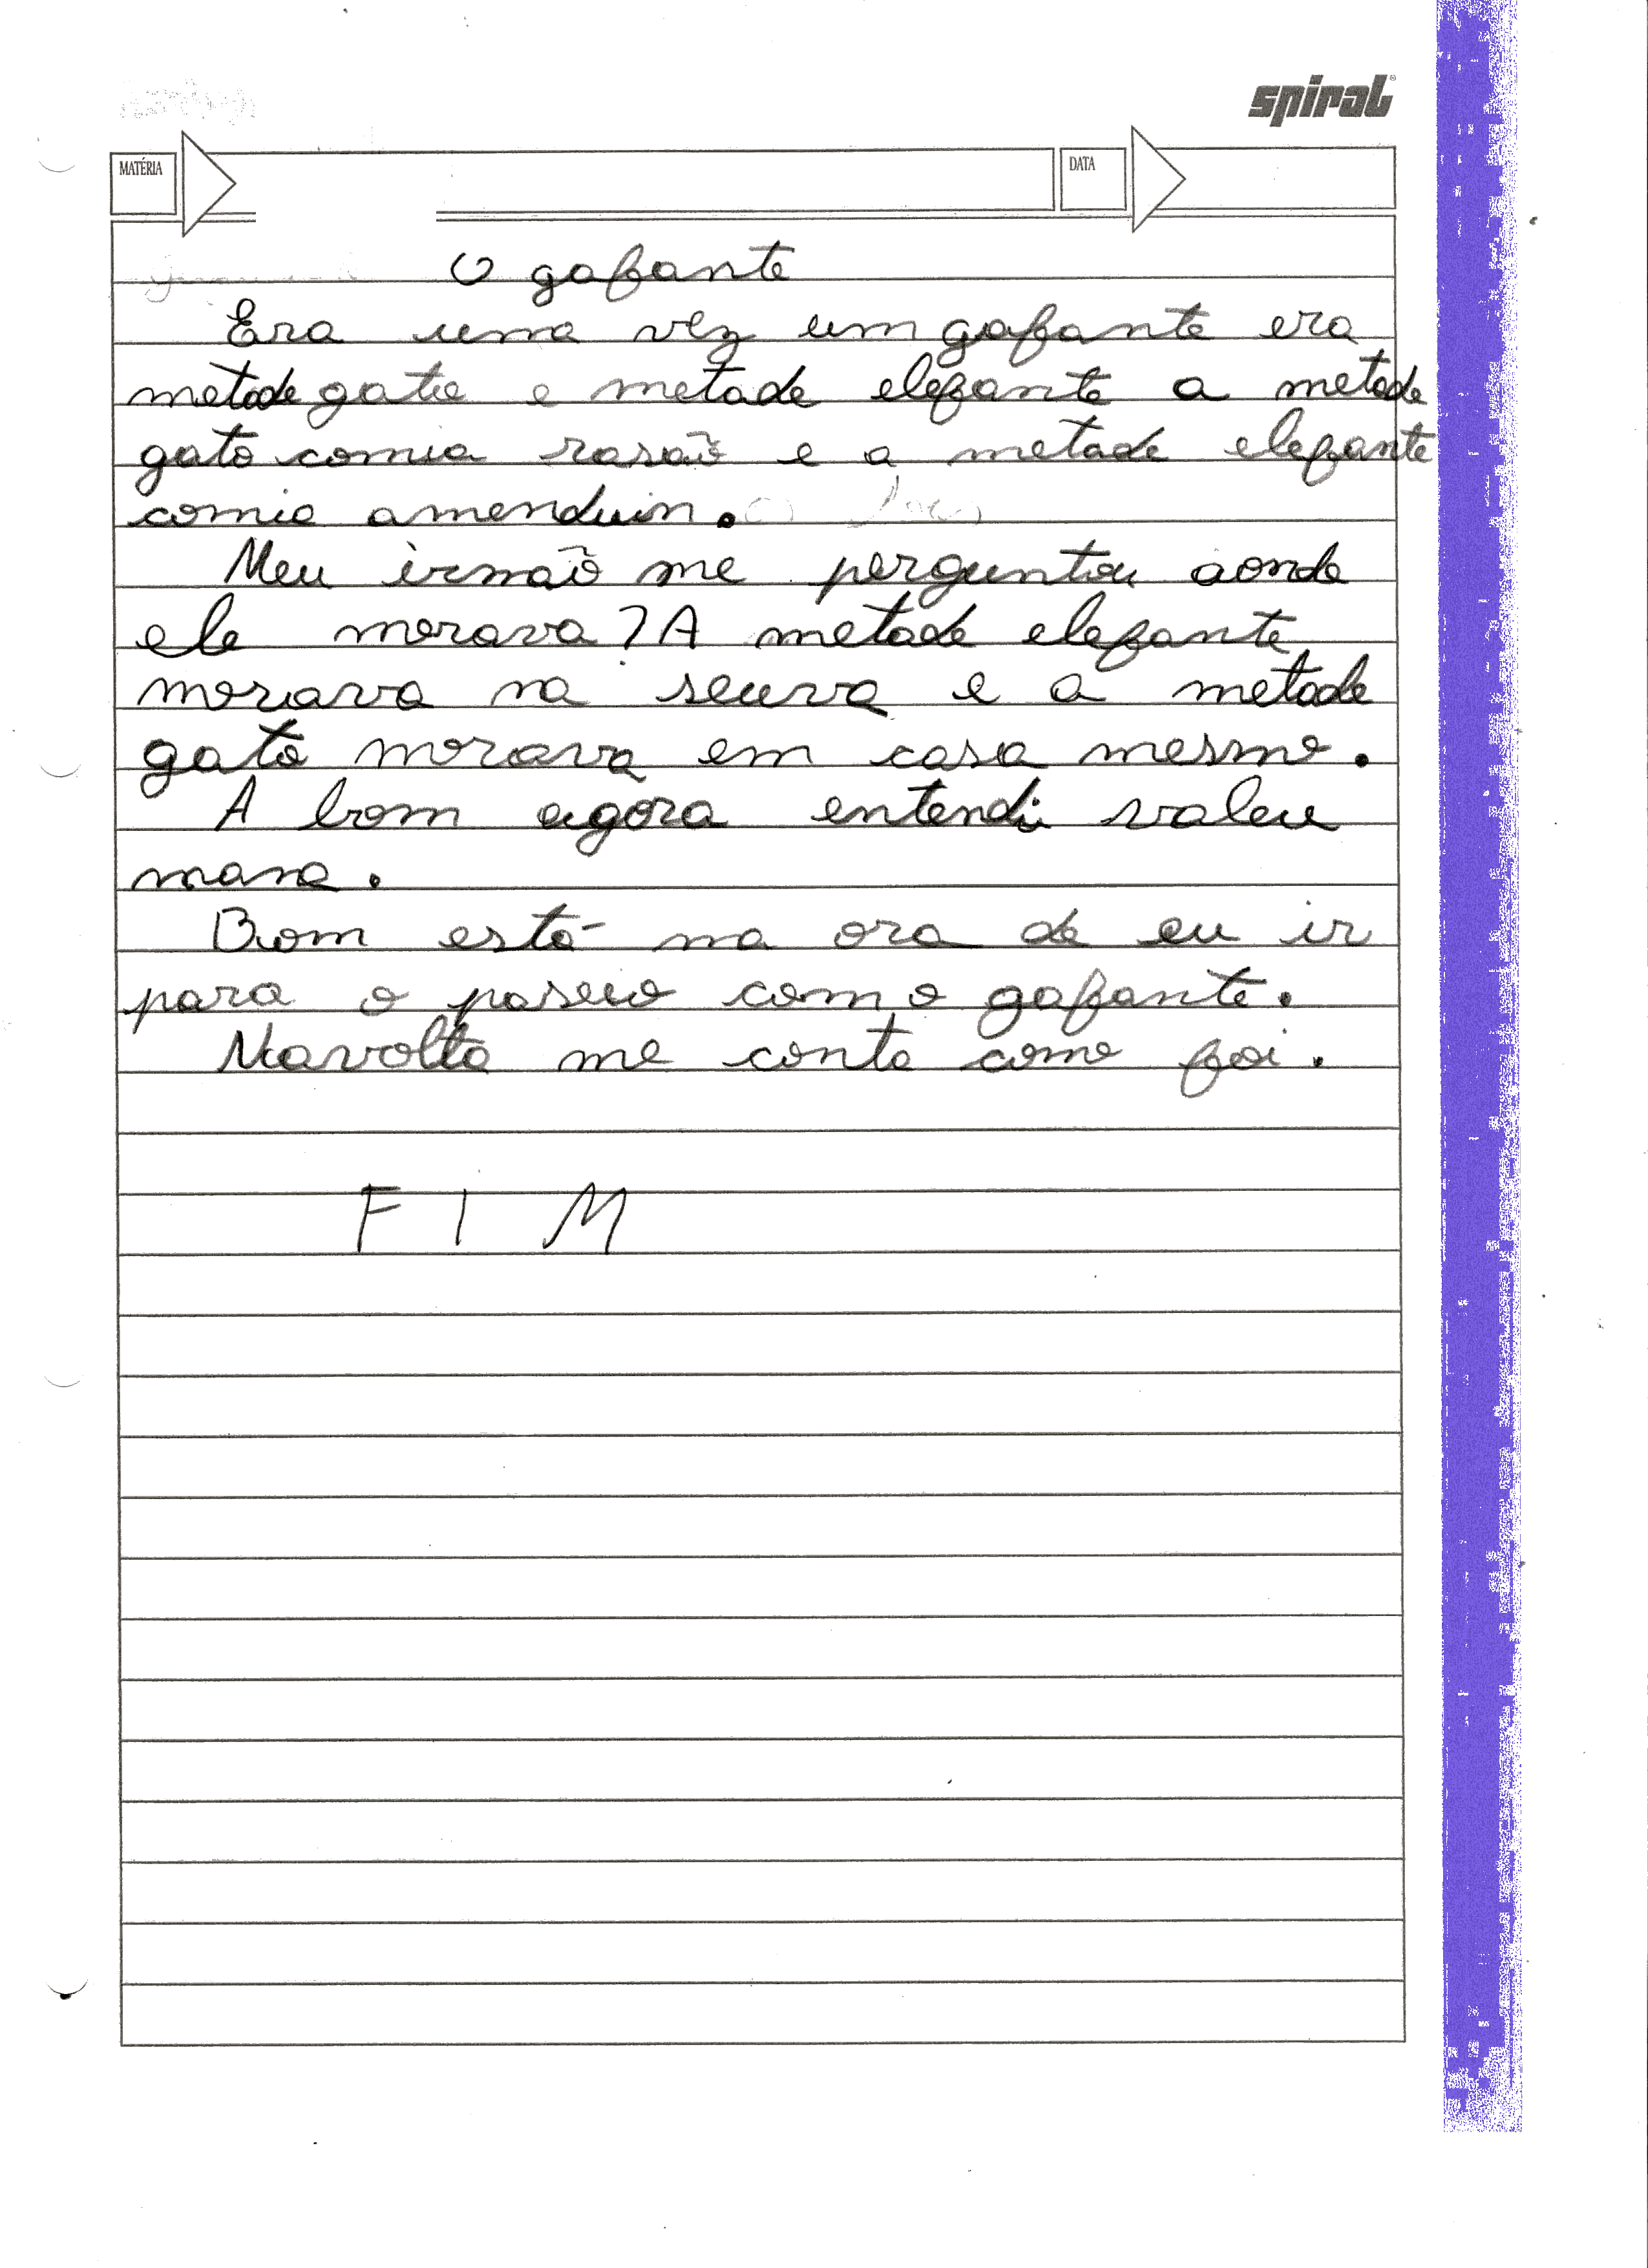 spiral
MATÉRIA
DATA
O gafante
Era uma vez um gafante era
metade gato e metade elefante a metade
gato comia rasão e a metade elefante
comia amenduin.
Meu irmão me perguntou aonde
ele morava? A metade elefante
morava na seuva e a metade
gato morava em casa mesmo.
A bom agora entendi valeu
mana.
Bom está na ora de eu ir
para o paseio com o gafante.
Navolta me conta como foi.
FIM